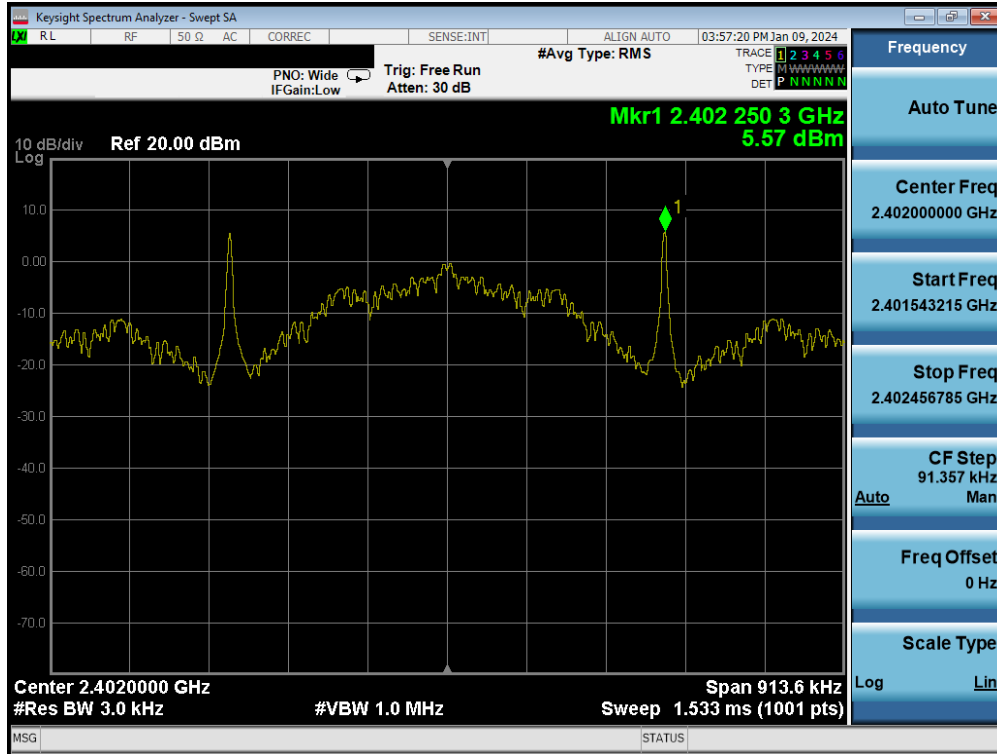 Keysight Spectrum Analyzer - Swept SA
LXI RL RF 50 Ω AC CORREC SENSE:INT ALIGN AUTO 03:57:20 PM Jan 09, 2024
#Avg Type: RMS
TRACE 1 2 3 4 5 6
TYPE M WWWWW
DET P N N N N N
PNO: Wide
IFGain:Low
Trig: Free Run
Atten: 30 dB
Mkr1 2.402 250 3 GHz
5.57 dBm
10 dB/div
Log
Ref 20.00 dBm
1
10.0
0.00
-10.0
-20.0
-30.0
-40.0
-50.0
-60.0
-70.0
Center 2.4020000 GHz
Span 913.6 kHz
#Res BW 3.0 kHz
#VBW 1.0 MHz
Sweep 1.533 ms (1001 pts)
MSG
STATUS
Frequency
Auto Tune
Center Freq
2.402000000 GHz
Start Freq
2.401543215 GHz
Stop Freq
2.402456785 GHz
CF Step
91.357 kHz
Auto Man
Freq Offset
0 Hz
Scale Type
Log Lin